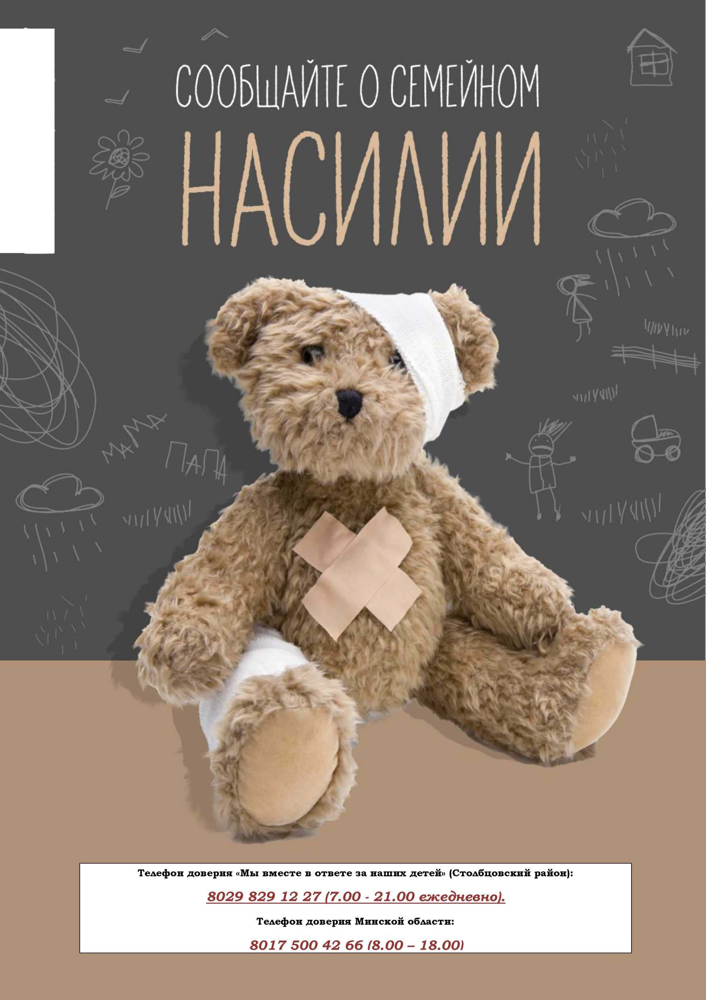 СООБЩАЙТЕ О СЕМЕЙНОМ
НАСИЛИИ
МАМА
ПАПА
Телефон доверия «Мы вместе в ответе за наших детей» (Столбцовский район):
8029 829 12 27 (7.00 - 21.00 ежедневно).
Телефон доверия Минской области:
8017 500 42 66 (8.00 – 18.00)